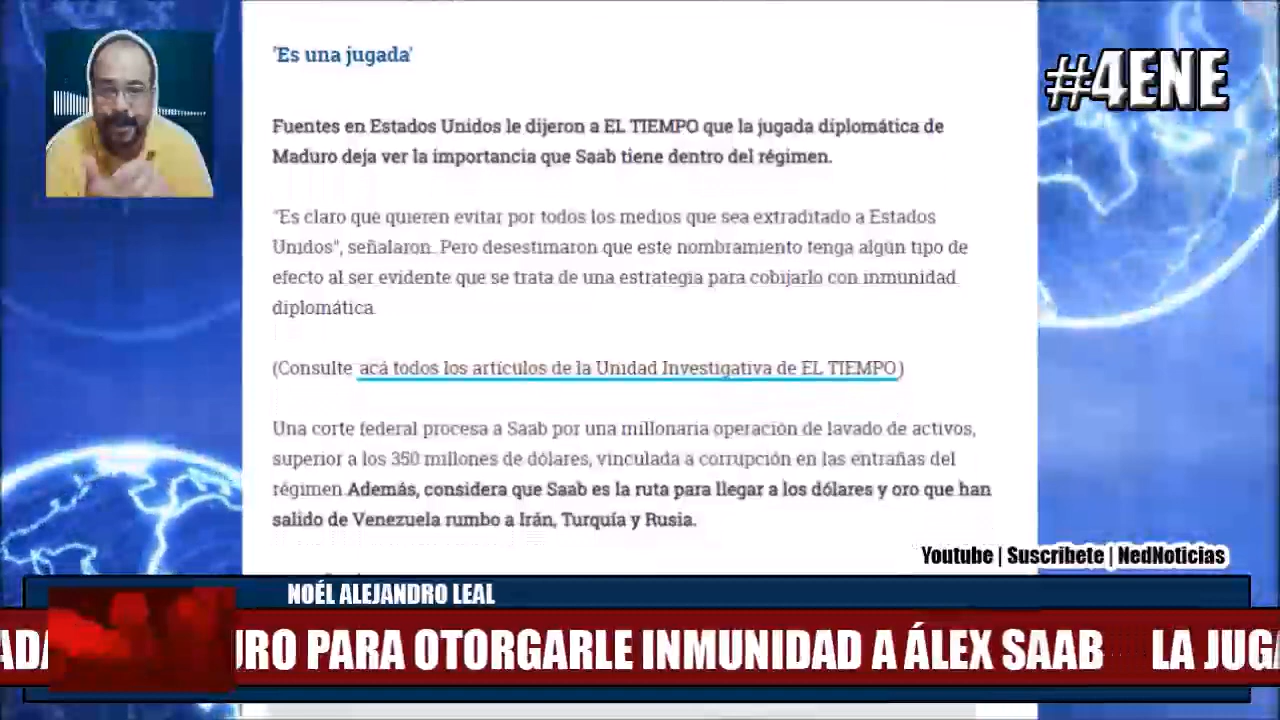 'Es una jugada'
#4ENE
Fuentes en Estados Unidos le dijeron a EL TIEMPO que la jugada diplomática de
Maduro deja ver la importancia que Saab tiene dentro del régimen.
"Es claro que quieren evitar por todos los medios que sea extraditado a Estados
Unidos", señalaron. Pero desestimaron que este nombramiento tenga algún tipo de
efecto al ser evidente que se trata de una estrategia para cobijarlo con inmunidad
diplomática.
(Consulte acá todos los artículos de la Unidad Investigativa de EL TIEMPO)
Una corte federal procesa a Saab por una millonaria operación de lavado de activos,
superior a los 350 millones de dólares, vinculada a corrupción en las entrañas del
régimen. Además, considera que Saab es la ruta para llegar a los dólares y oro que han
salido de Venezuela rumbo a Irán, Turquía y Rusia.
Youtube | Suscribete | NedNoticias
NOÉL ALEJANDRO LEAL
ADA URO PARA OTORGARLE INMUNIDAD A ÁLEX SAAB LA JUGA